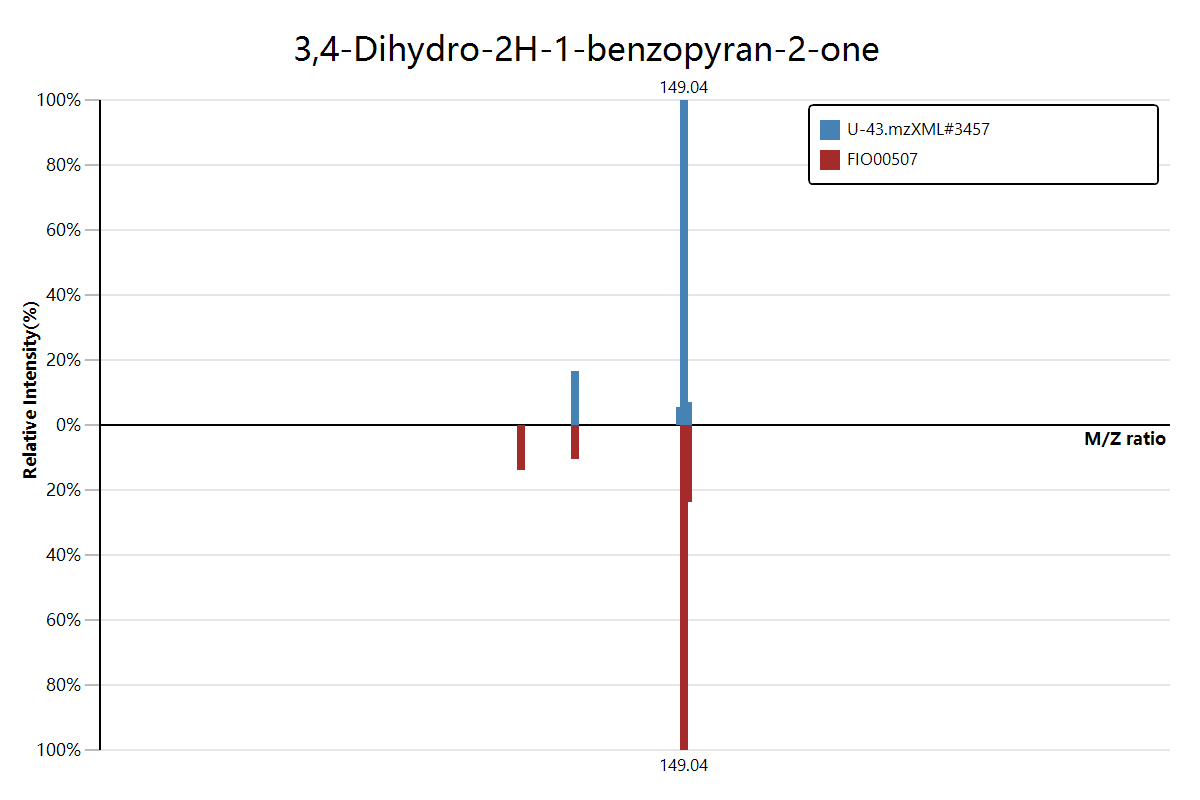 3,4-Dihydro-2H-1-benzopyran-2-one
149.04
U-43.mzXML#3457
FIO00507
100%
80%
60%
40%
20%
0%
20%
40%
60%
80%
100%
Relative Intensity(%)
M/Z ratio
149.04